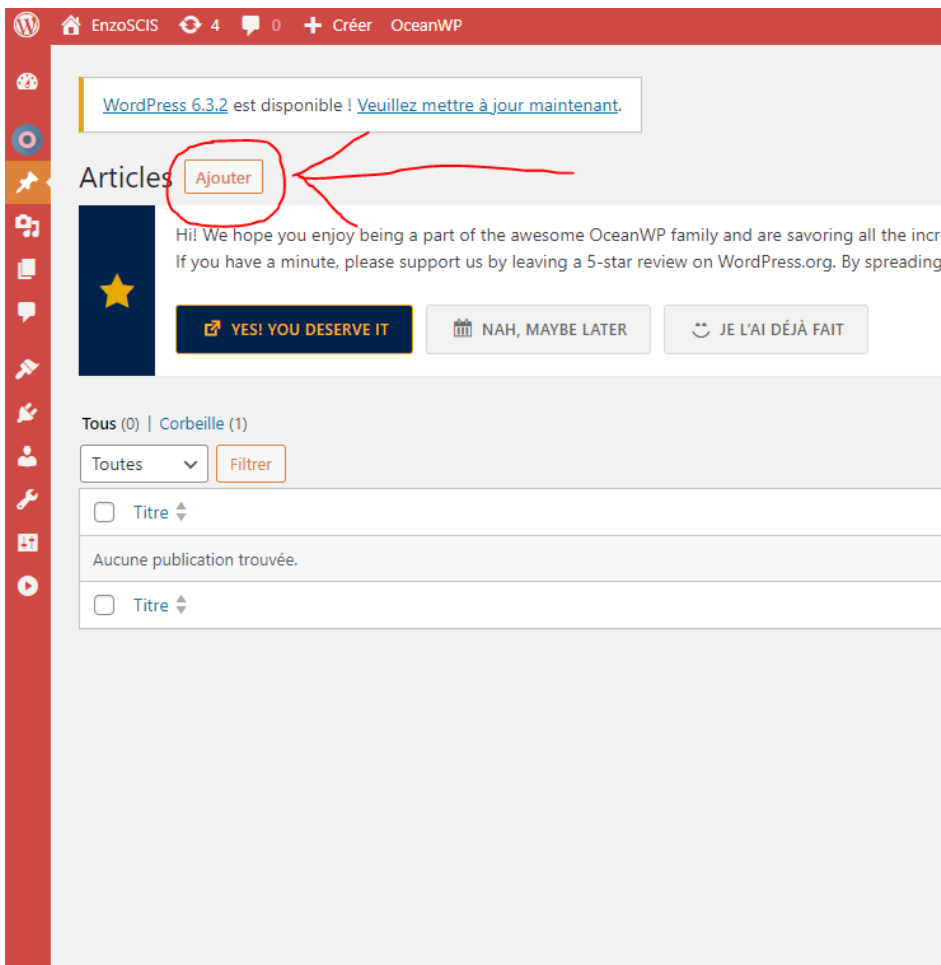 EnzoSCIS 4 0 Créer OceanWP
WordPress 6.3.2 est disponible ! Veuillez mettre à jour maintenant.
Articles Ajouter
Hi! We hope you enjoy being a part of the awesome OceanWP family and are savoring all the incr
If you have a minute, please support us by leaving a 5-star review on WordPress.org. By spreading
YES! YOU DESERVE IT NAH, MAYBE LATER JE L'AI DÉJÀ FAIT
Tous (0) | Corbeille (1)
Toutes Filtrer
Titre
Aucune publication trouvée.
Titre